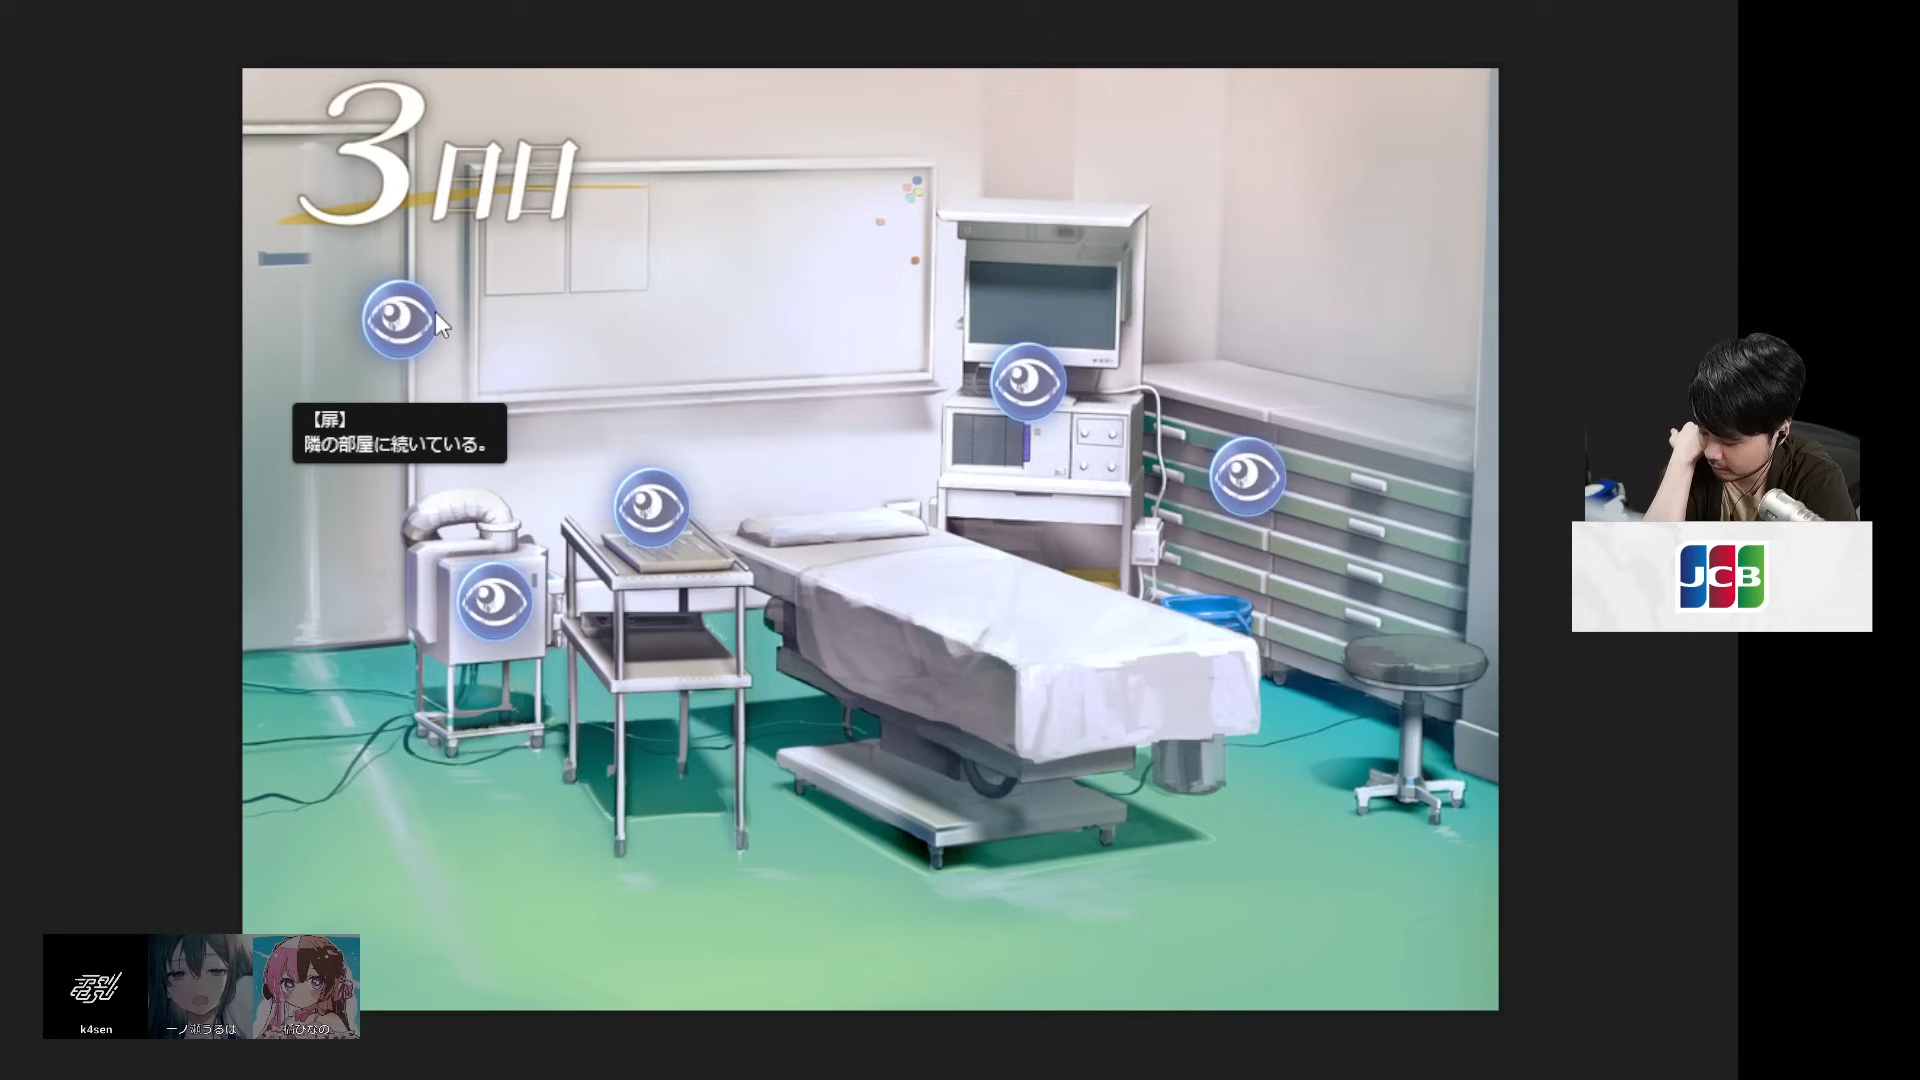 3日目
【扉】
隣の部屋に続いている。
JCB
k4sen
一ノ瀬うるは
橘ひなの